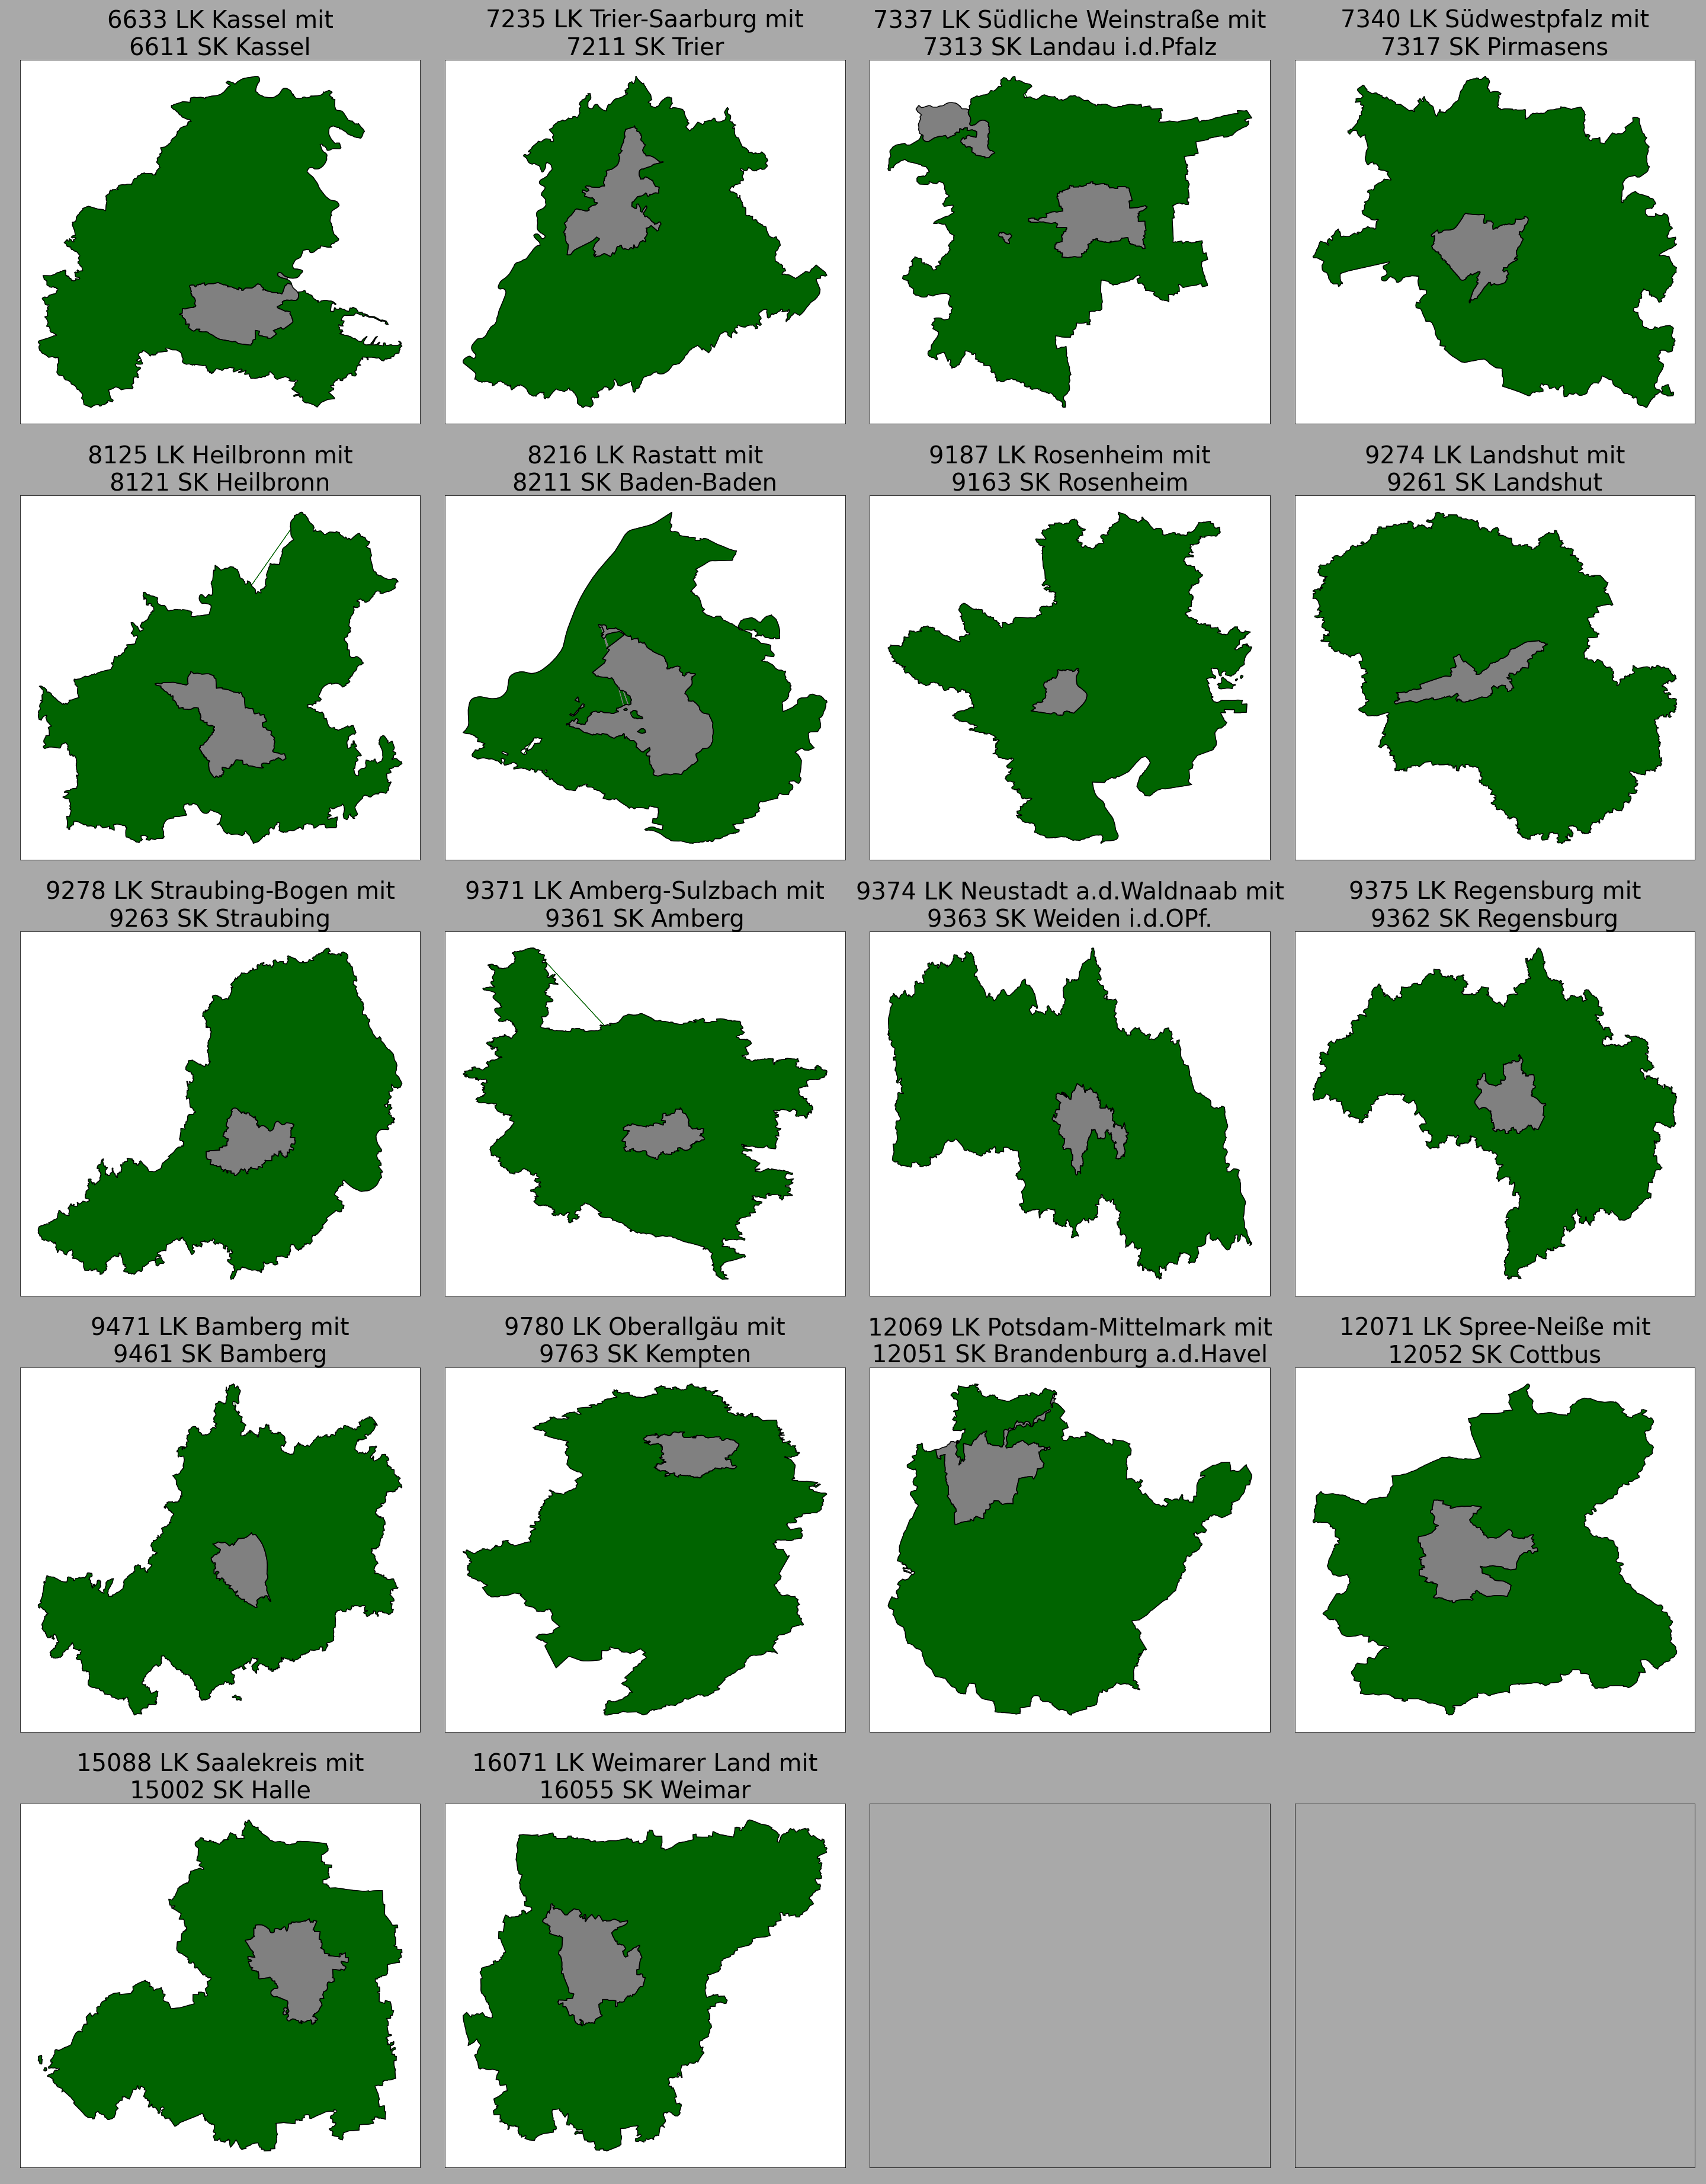 6633 LK Kassel mit
6611 SK Kassel
7235 LK Trier-Saarburg mit
7211 SK Trier
7337 LK Südliche Weinstraße mit
7313 SK Landau i.d.Pfalz
7340 LK Südwestpfalz mit
7317 SK Pirmasens
8125 LK Heilbronn mit
8121 SK Heilbronn
8216 LK Rastatt mit
8211 SK Baden-Baden
9187 LK Rosenheim mit
9163 SK Rosenheim
9274 LK Landshut mit
9261 SK Landshut
9278 LK Straubing-Bogen mit
9263 SK Straubing
9371 LK Amberg-Sulzbach mit
9361 SK Amberg
9374 LK Neustadt a.d.Waldnaab mit
9363 SK Weiden i.d.OPf.
9375 LK Regensburg mit
9362 SK Regensburg
9471 LK Bamberg mit
9461 SK Bamberg
9780 LK Oberallgäu mit
9763 SK Kempten
12069 LK Potsdam-Mittelmark mit
12051 SK Brandenburg a.d.Havel
12071 LK Spree-Neiße mit
12052 SK Cottbus
15088 LK Saalekreis mit
15002 SK Halle
16071 LK Weimarer Land mit
16055 SK Weimar